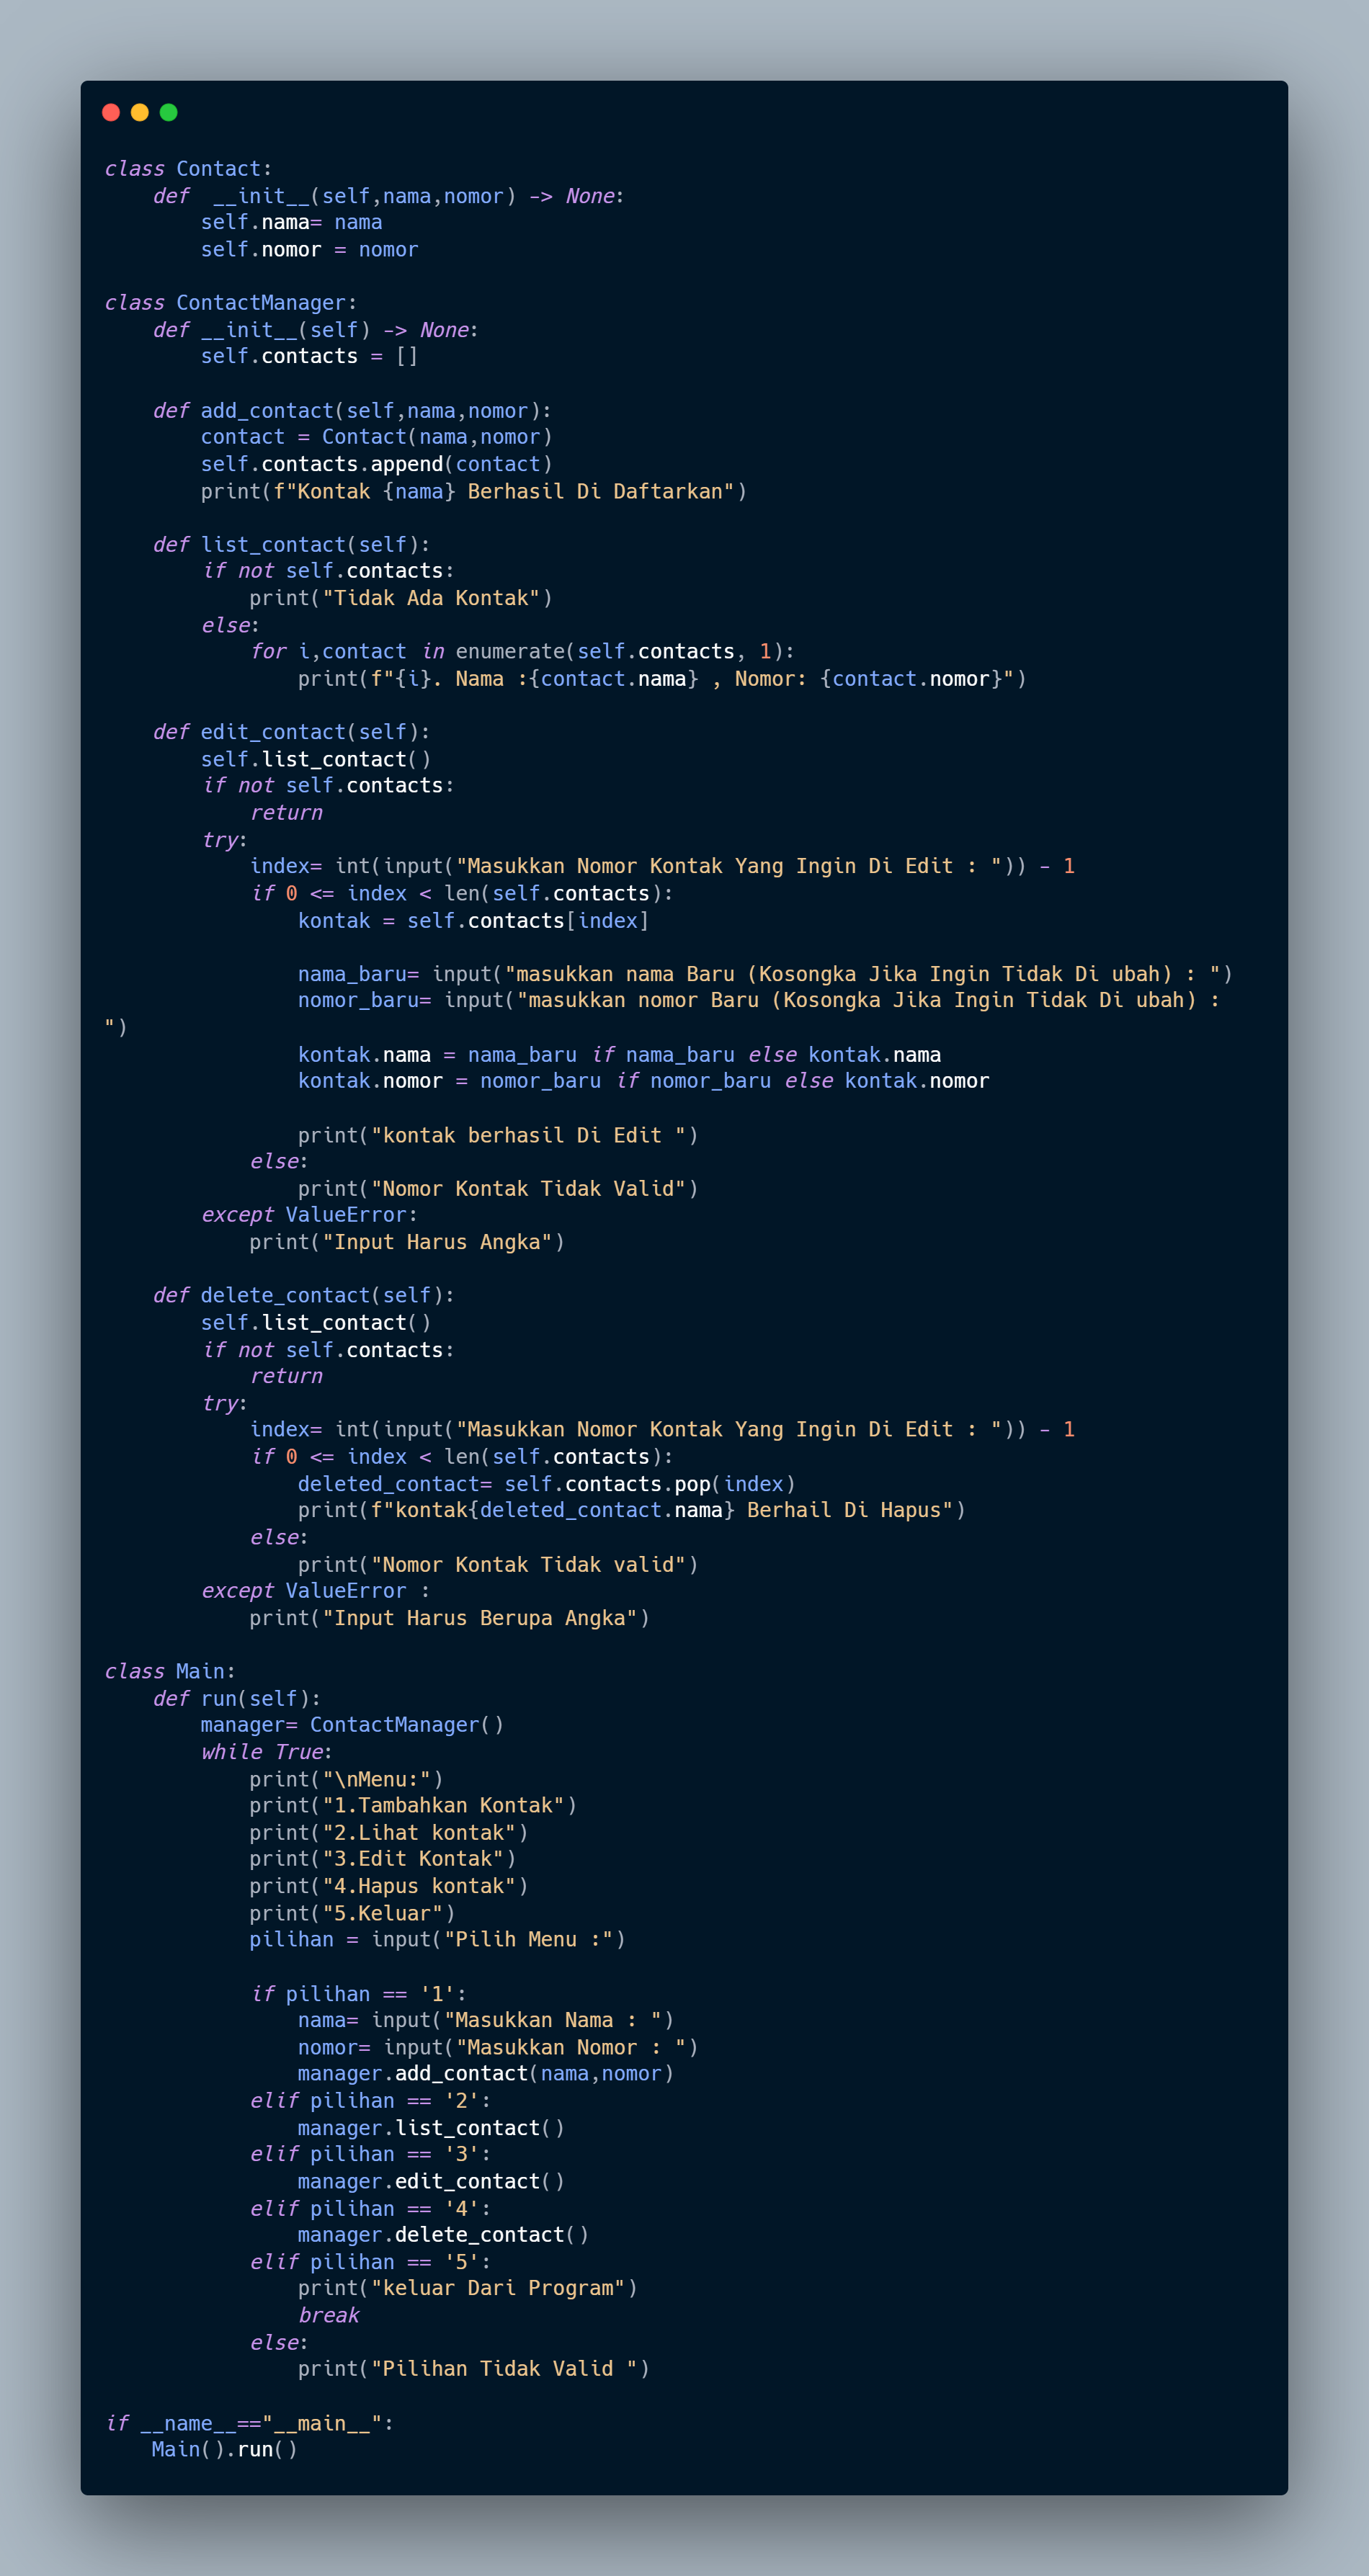 class Contact:
    def  __init__(self,nama,nomor) -> None:
        self.nama= nama
        self.nomor = nomor

class ContactManager:
    def __init__(self) -> None:
        self.contacts = []

    def add_contact(self,nama,nomor):
        contact = Contact(nama,nomor)
        self.contacts.append(contact)
        print(f"Kontak {nama} Berhasil Di Daftarkan")

    def list_contact(self):
        if not self.contacts:
            print("Tidak Ada Kontak")
        else:
            for i,contact in enumerate(self.contacts, 1):
                print(f"{i}. Nama :{contact.nama} , Nomor: {contact.nomor}")

    def edit_contact(self):
        self.list_contact()
        if not self.contacts:
            return
        try:
            index= int(input("Masukkan Nomor Kontak Yang Ingin Di Edit : ")) - 1
            if 0 <= index < len(self.contacts):
                kontak = self.contacts[index]

                nama_baru= input("masukkan nama Baru (Kosongka Jika Ingin Tidak Di ubah) : ")
                nomor_baru= input("masukkan nomor Baru (Kosongka Jika Ingin Tidak Di ubah) :
")
                kontak.nama = nama_baru if nama_baru else kontak.nama
                kontak.nomor = nomor_baru if nomor_baru else kontak.nomor

                print("kontak berhasil Di Edit ")
            else:
                print("Nomor Kontak Tidak Valid")
        except ValueError:
            print("Input Harus Angka")

    def delete_contact(self):
        self.list_contact()
        if not self.contacts:
            return
        try:
            index= int(input("Masukkan Nomor Kontak Yang Ingin Di Edit : ")) - 1
            if 0 <= index < len(self.contacts):
                deleted_contact= self.contacts.pop(index)
                print(f"kontak{deleted_contact.nama} Berhail Di Hapus")
            else:
                print("Nomor Kontak Tidak valid")
        except ValueError :
            print("Input Harus Berupa Angka")

class Main:
    def run(self):
        manager= ContactManager()
        while True:
            print("\nMenu:")
            print("1.Tambahkan Kontak")
            print("2.Lihat kontak")
            print("3.Edit Kontak")
            print("4.Hapus kontak")
            print("5.Keluar")
            pilihan = input("Pilih Menu :")

            if pilihan == '1':
                nama= input("Masukkan Nama : ")
                nomor= input("Masukkan Nomor : ")
                manager.add_contact(nama,nomor)
            elif pilihan == '2':
                manager.list_contact()
            elif pilihan == '3':
                manager.edit_contact()
            elif pilihan == '4':
                manager.delete_contact()
            elif pilihan == '5':
                print("keluar Dari Program")
                break
            else:
                print("Pilihan Tidak Valid ")

if __name__=="__main__":
    Main().run()